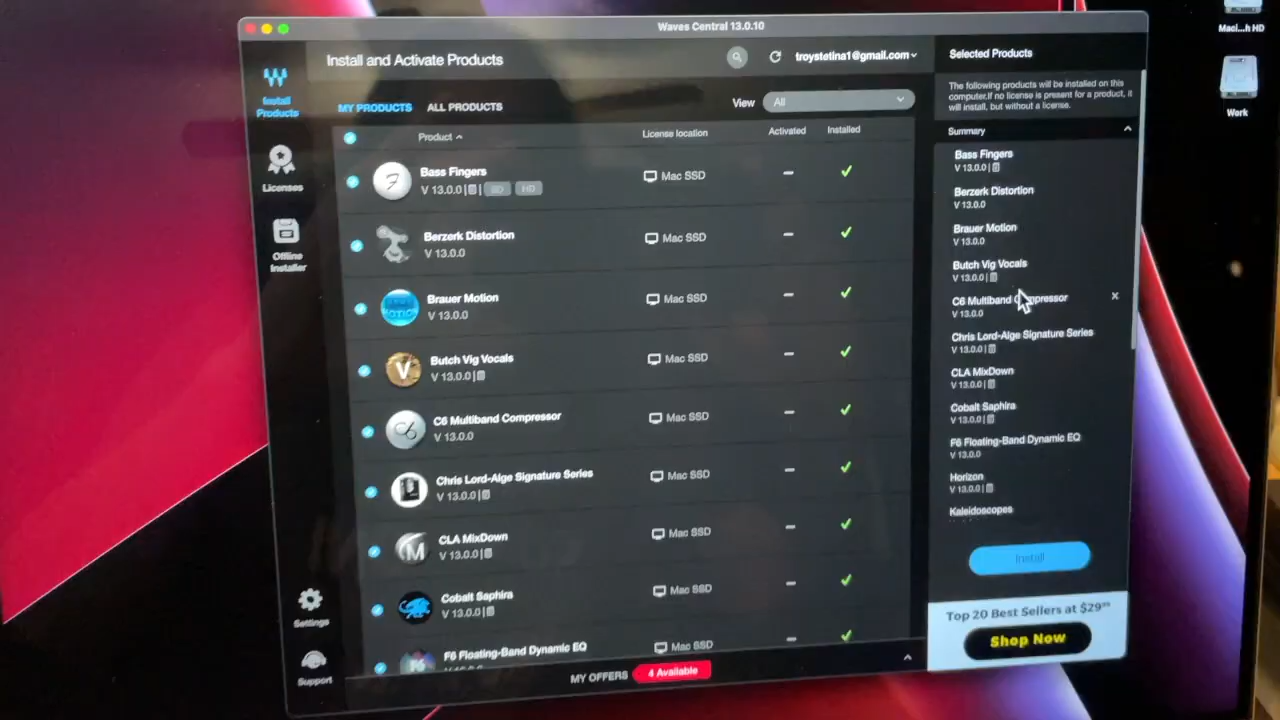 Waves Central 13.0.10
Maci...h HD
Work
Install Products
Licenses
Offline Installer
Settings
Support
Install and Activate Products
troystetina1@gmail.com
MY PRODUCTS
ALL PRODUCTS
View
All
Product
License location
Activated
Installed
Bass Fingers
V 13.0.0 | | SD HD
Mac SSD
Berzerk Distortion
V 13.0.0
Mac SSD
Brauer Motion
V 13.0.0
Mac SSD
Butch Vig Vocals
V 13.0.0 |
Mac SSD
C6 Multiband Compressor
V 13.0.0
Mac SSD
Chris Lord-Alge Signature Series
V 13.0.0 |
Mac SSD
CLA MixDown
V 13.0.0 |
Mac SSD
Cobalt Saphira
V 13.0.0 |
Mac SSD
F6 Floating-Band Dynamic EQ
Mac SSD
MY OFFERS
4 Available
Selected Products
The following products will be installed on this
computer.If no license is present for a product, it
will install, but without a license.
Summary
Bass Fingers
V 13.0.0 |
Berzerk Distortion
V 13.0.0
Brauer Motion
V 13.0.0
Butch Vig Vocals
V 13.0.0 |
C6 Multiband Compressor
V 13.0.0
Chris Lord-Alge Signature Series
V 13.0.0 |
CLA MixDown
V 13.0.0 |
Cobalt Saphira
V 13.0.0 |
F6 Floating-Band Dynamic EQ
V 13.0.0
Horizon
V 13.0.0 |
Kaleidoscopes
Install
Top 20 Best Sellers at $29⁹⁹
Shop Now